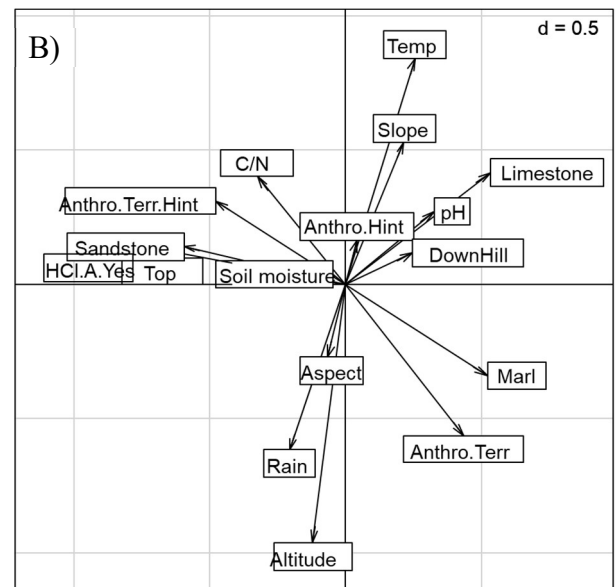 B)
d = 0.5
Temp
Slope
C/N
Limestone
Anthro.Terr.Hint
Anthro.Hint
pH
Sandstone
DownHill
HCl.A.Yes
Top
Soil moisture
Aspect
Marl
Rain
Anthro.Terr
Altitude